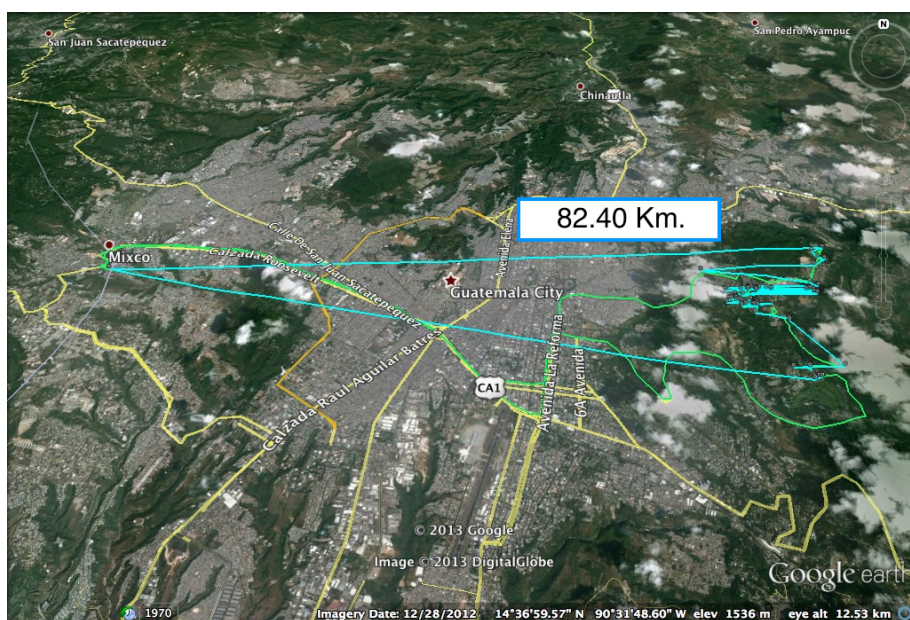 San Juan Sacatepequez
San Pedro Ayampuc
N
Chinautla
82.40 Km.
Avenida Elena
Calle De San Juan Sacatepequez
Calzada Roosevelt
Mixco
Guatemala City
Avenida La Reforma
6A Avenida
Calzada Raul Aguilar Batres
CA1
© 2013 Google
Image © 2013 DigitalGlobe
Google earth
1970
Imagery Date: 12/28/2012 14°36'59.57" N 90°31'48.60" W elev 1536 m eye alt 12.53 km